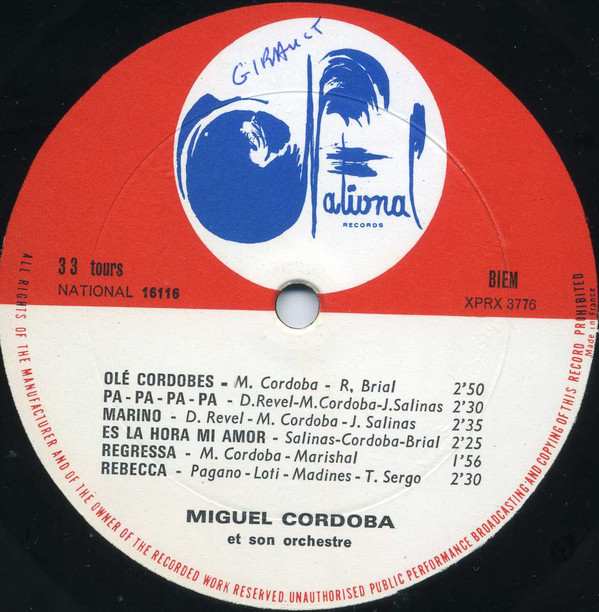 GIRAULT
National
RECORDS
33 tours
NATIONAL 16116
BIEM
XPRX 3776
OLÉ CORDOBES - M. Cordoba - R. Brial 2'50
PA - PA - PA - PA - D.Revel-M.Cordoba-J.Salinas 2'30
MARINO - D. Revel - M. Cordoba - J. Salinas 2'35
ES LA HORA MI AMOR - Salinas-Cordoba-Brial 2'25
REGRESSA - M. Cordoba - Marishal 1'56
REBECCA - Pagano - Loti - Madines - T. Sergo 2'30
MIGUEL CORDOBA
et son orchestre
ALL RIGHTS OF THE MANUFACTURER AND OF THE OWNER OF THE RECORDED WORK RESERVED. UNAUTHORISED PUBLIC PERFORMANCE BROADCASTING AND COPYING OF THIS RECORD PROHIBITED
Made in France